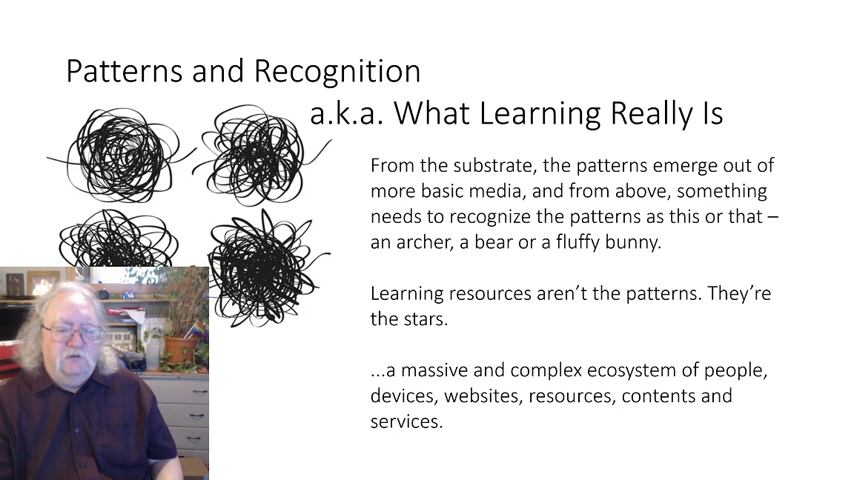 Patterns and Recognition
a.k.a. What Learning Really Is
From the substrate, the patterns emerge out of
more basic media, and from above, something
needs to recognize the patterns as this or that –
an archer, a bear or a fluffy bunny.
Learning resources aren't the patterns. They're
the stars.
...a massive and complex ecosystem of people,
devices, websites, resources, contents and
services.